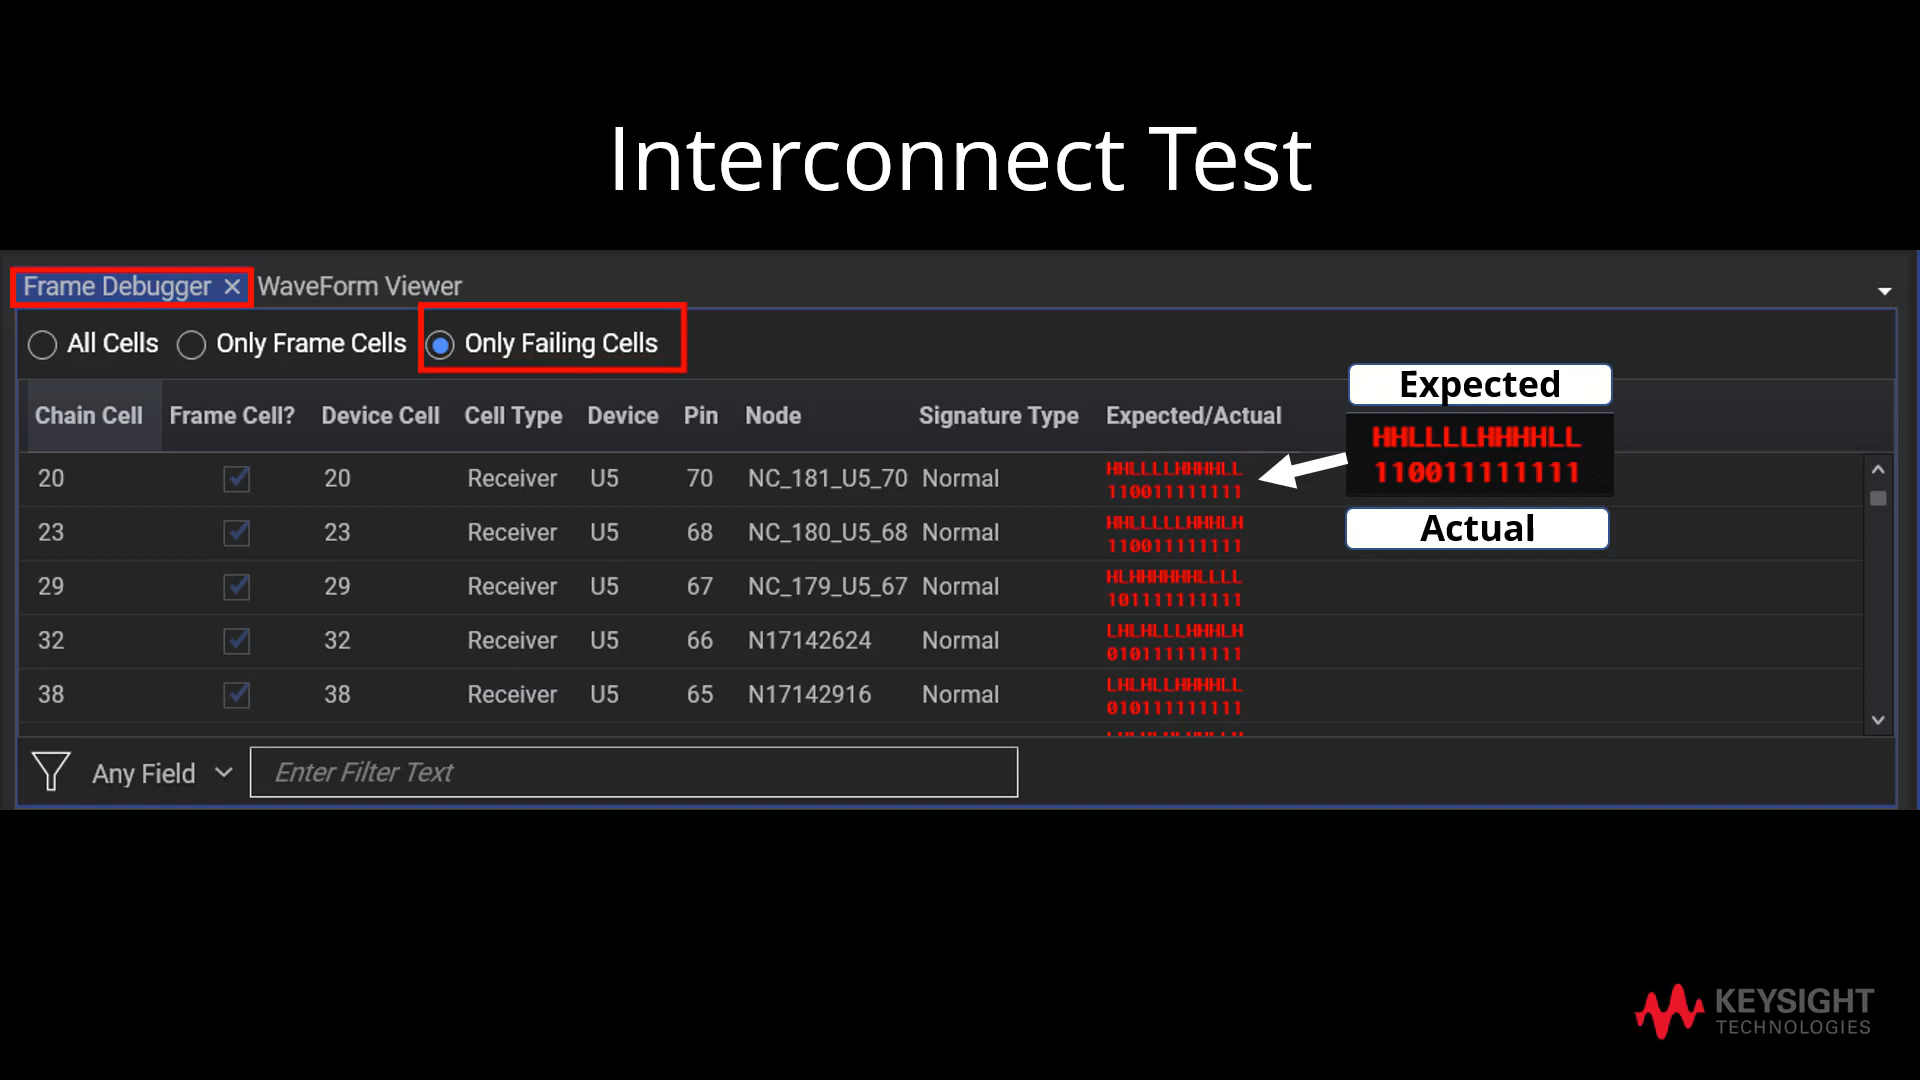 Interconnect Test
Frame Debugger × WaveForm Viewer
All Cells Only Frame Cells Only Failing Cells
Expected
Chain Cell Frame Cell? Device Cell Cell Type Device Pin Node Signature Type Expected/Actual
HHLLLLHHHHLL
110011111111
Actual
20 20 Receiver U5 70 NC_181_U5_70 Normal HHLLLLHHHHLL
110011111111
23 23 Receiver U5 68 NC_180_U5_68 Normal HHLLLLLHHHLH
110011111111
29 29 Receiver U5 67 NC_179_U5_67 Normal HLHHHHHHLLLL
101111111111
32 32 Receiver U5 66 N17142624 Normal LHLHLLLHHHLH
010111111111
38 38 Receiver U5 65 N17142916 Normal LHLHLLHHHHLL
010111111111
Any Field Enter Filter Text
KEYSIGHT
TECHNOLOGIES